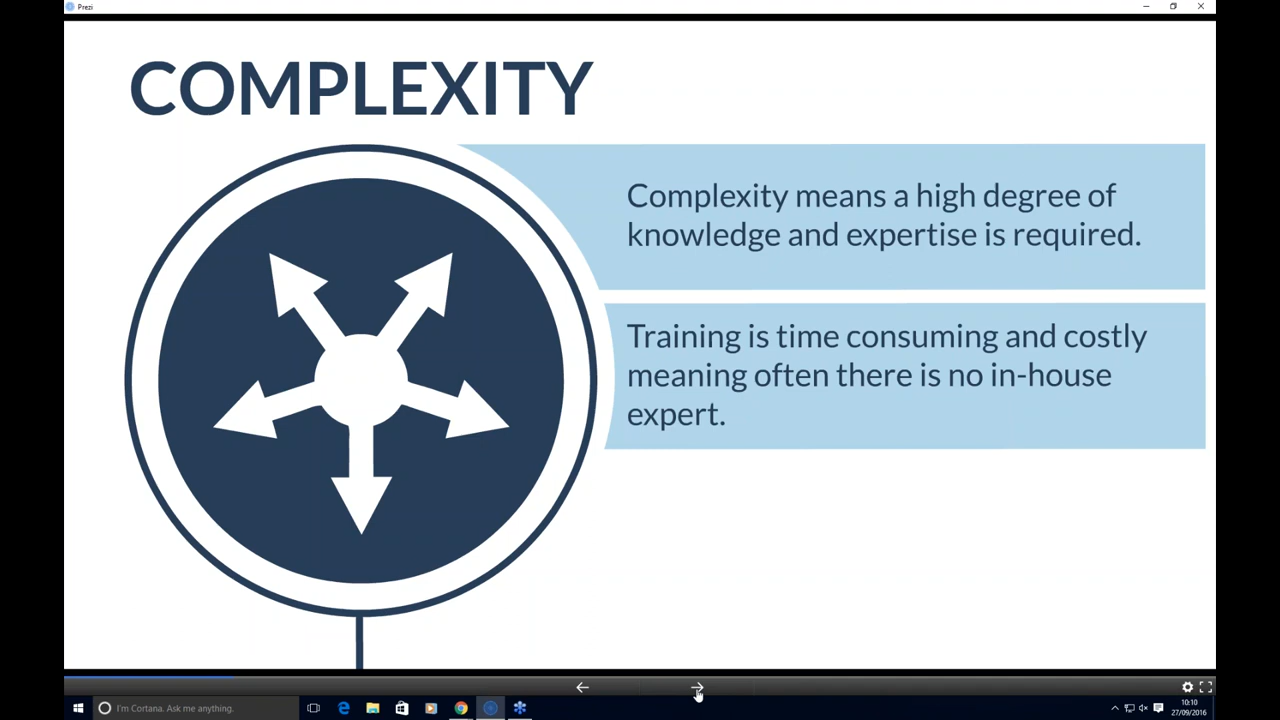 Prezi
COMPLEXITY
Complexity means a high degree of
knowledge and expertise is required.
Training is time consuming and costly
meaning often there is no in-house
expert.
I'm Cortana. Ask me anything.
10:10
27/09/2016